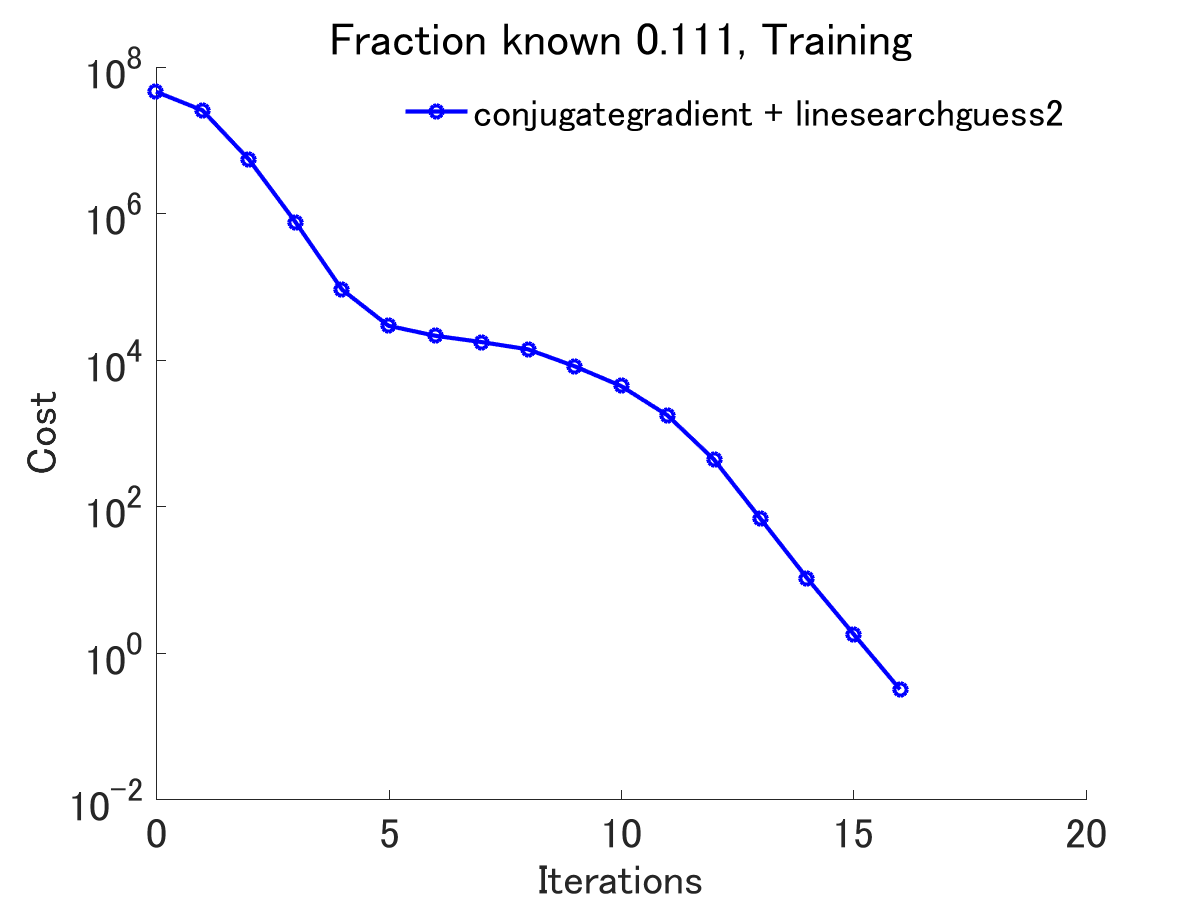 Fraction known 0.111, Training
conjugategradient + linesearchguess2
10^8
10^6
10^4
10^2
10^0
10^-2
Cost
0 5 10 15 20
Iterations